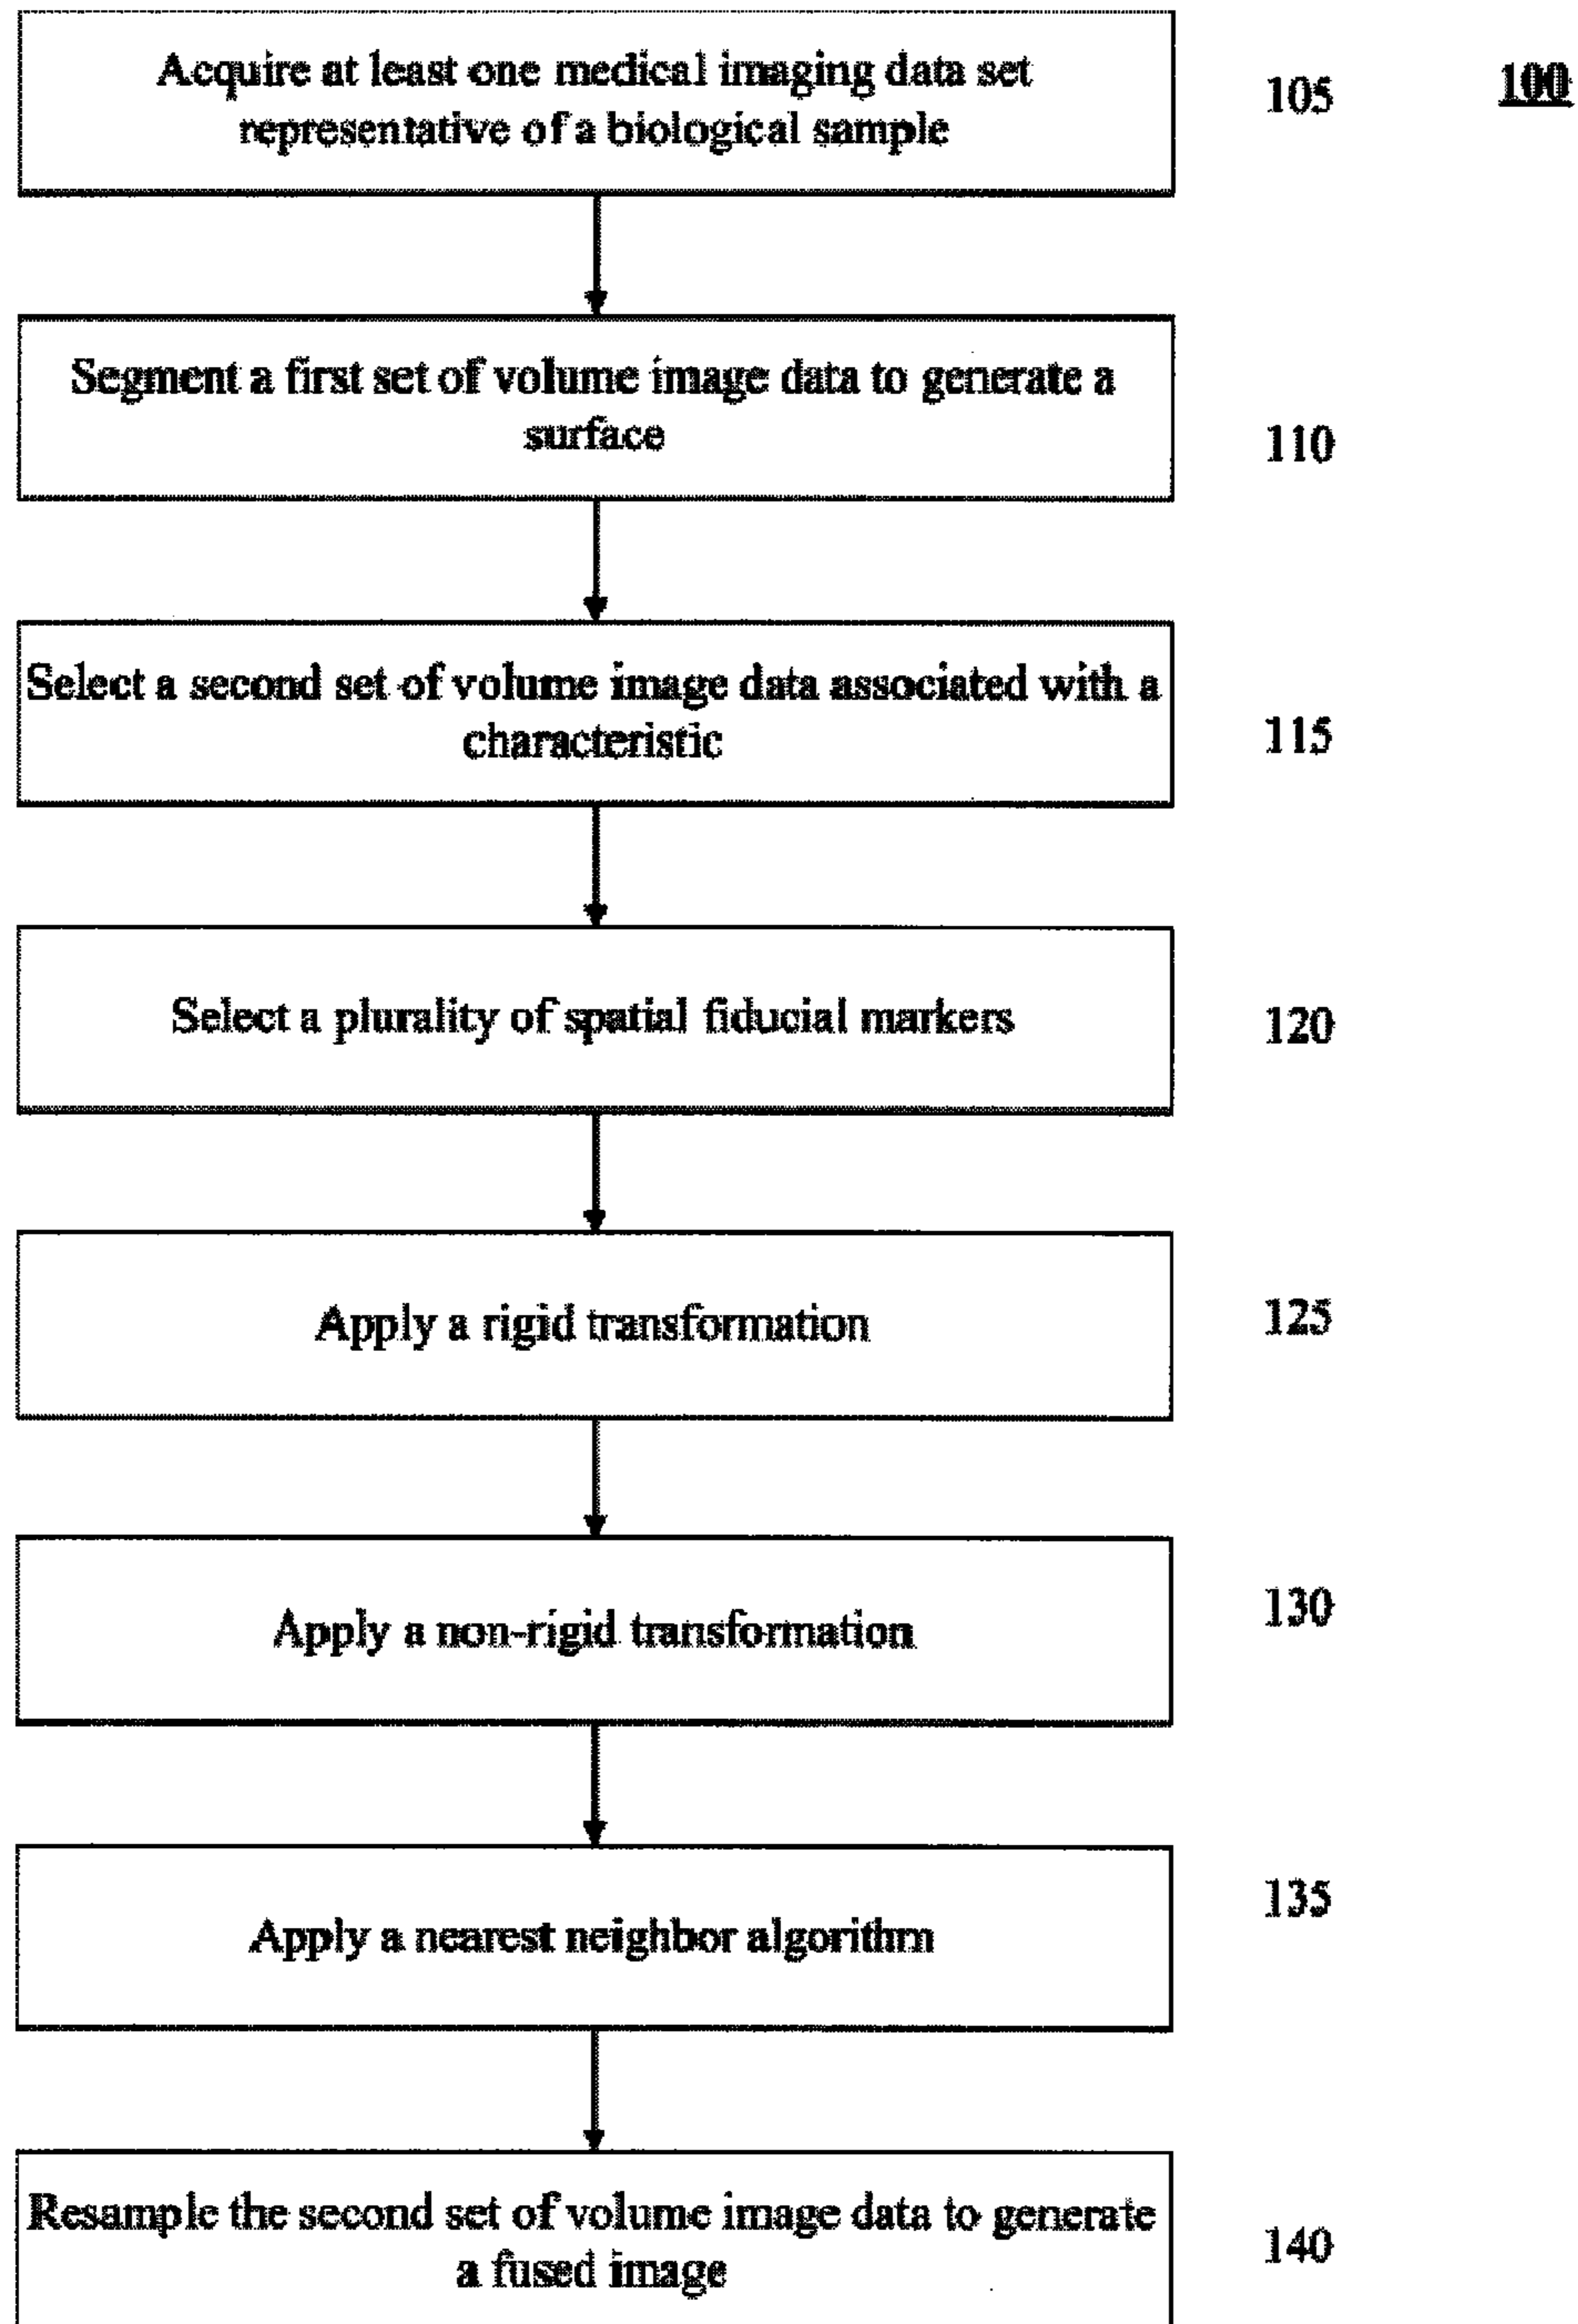 Acquire at least one medical imaging data set
representative of a biological sample
105
100
Segment a first set of volume image data to generate a
surface
110
Select a second set of volume image data associated with a
characteristic
115
Select a plurality of spatial fiducial markers
120
Apply a rigid transformation
125
Apply a non-rigid transformation
130
Apply a nearest neighbor algorithm
135
Resample the second set of volume image data to generate
a fused image
140